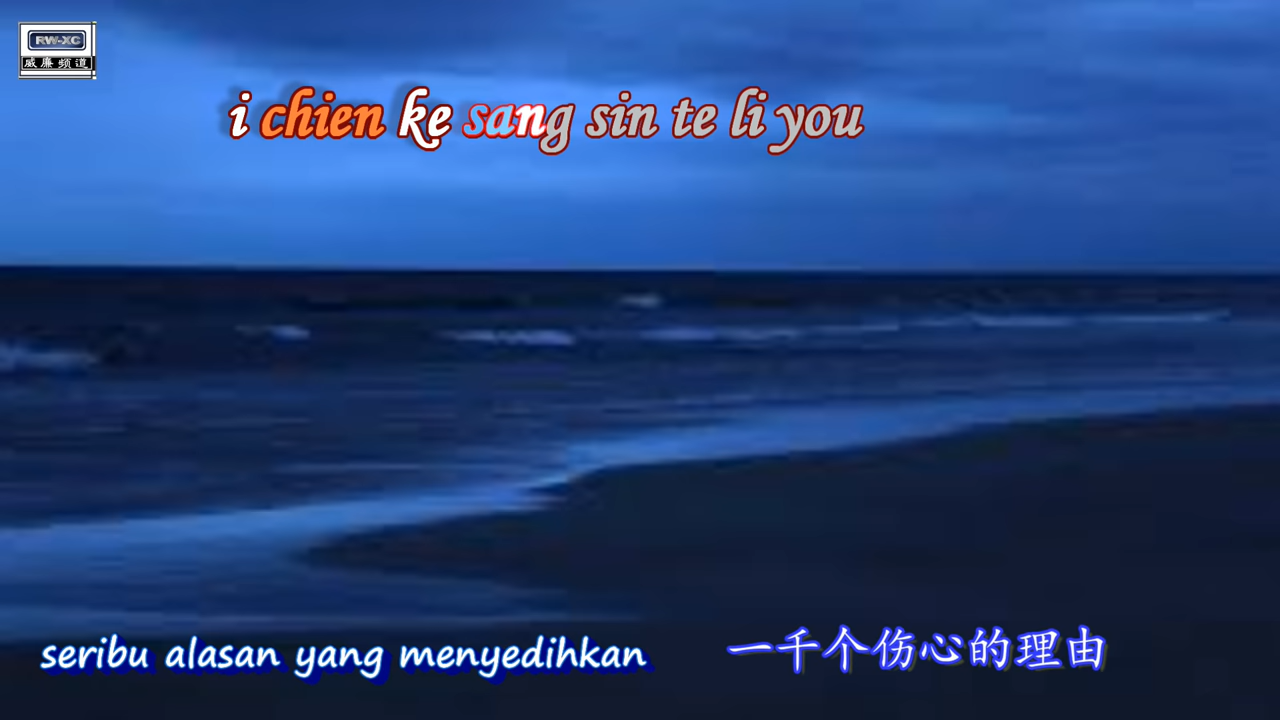 RW-XC
威廉频道
i chien ke sang sin te li you
seribu alasan yang menyedihkan
一千个伤心的理由